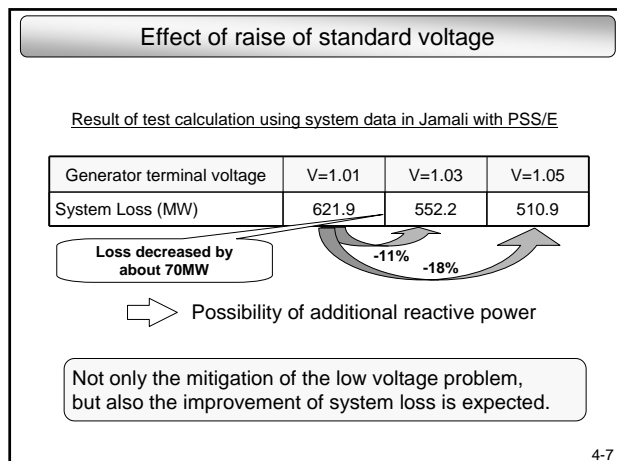 Effect of raise of standard voltage
Result of test calculation using system data in Jamali with PSS/E
Generator terminal voltage V=1.01 V=1.03 V=1.05
System Loss (MW) 621.9 552.2 510.9
Loss decreased by
about 70MW
-11%
-18%
Possibility of additional reactive power
Not only the mitigation of the low voltage problem,
but also the improvement of system loss is expected.
4-7